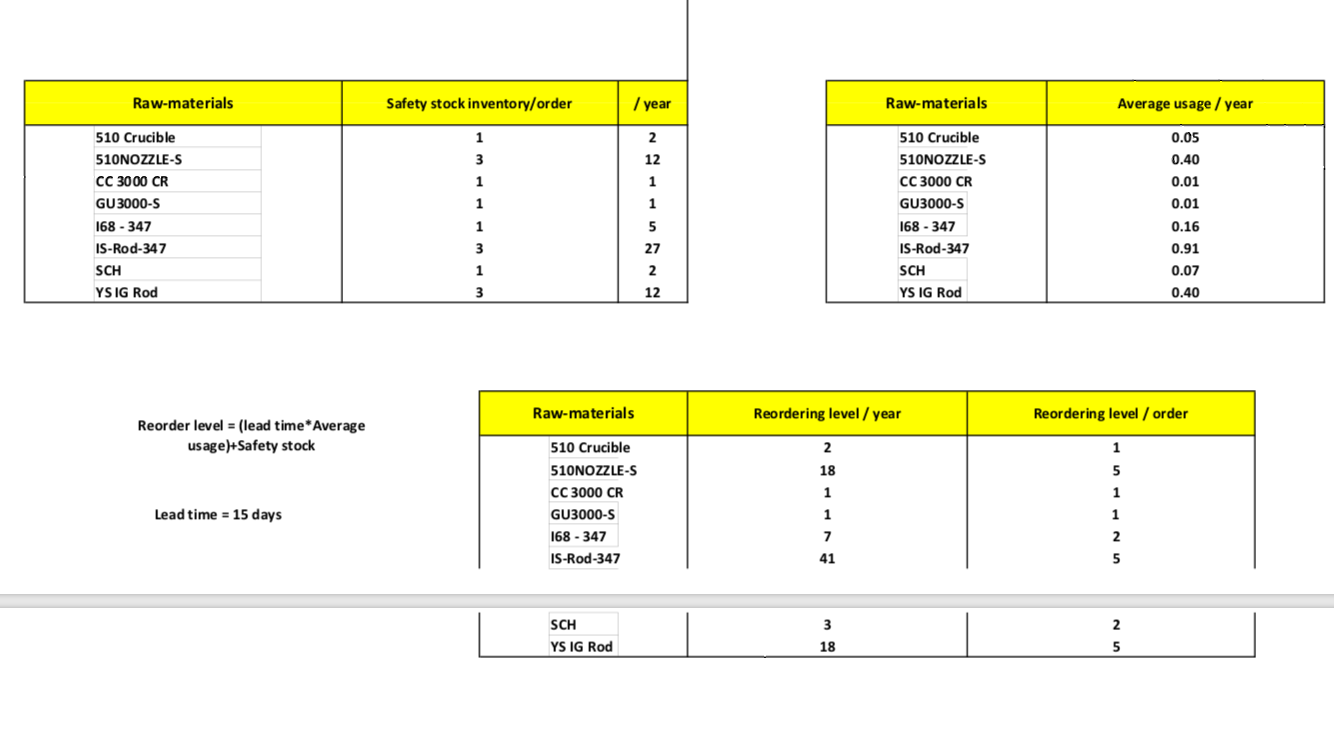 Raw-materials Safety stock inventory/order / year
510 Crucible 1 2
510NOZZLE-S 3 12
CC 3000 CR 1 1
GU3000-S 1 1
I68 - 347 1 5
IS-Rod-347 3 27
SCH 1 2
YS IG Rod 3 12
Raw-materials Average usage / year
510 Crucible 0.05
510NOZZLE-S 0.40
CC 3000 CR 0.01
GU3000-S 0.01
I68 - 347 0.16
IS-Rod-347 0.91
SCH 0.07
YS IG Rod 0.40
Reorder level = (lead time*Average
usage)+Safety stock
Lead time = 15 days
Raw-materials Reordering level / year Reordering level / order
510 Crucible 2 1
510NOZZLE-S 18 5
CC 3000 CR 1 1
GU3000-S 1 1
I68 - 347 7 2
IS-Rod-347 41 5
SCH 3 2
YS IG Rod 18 5